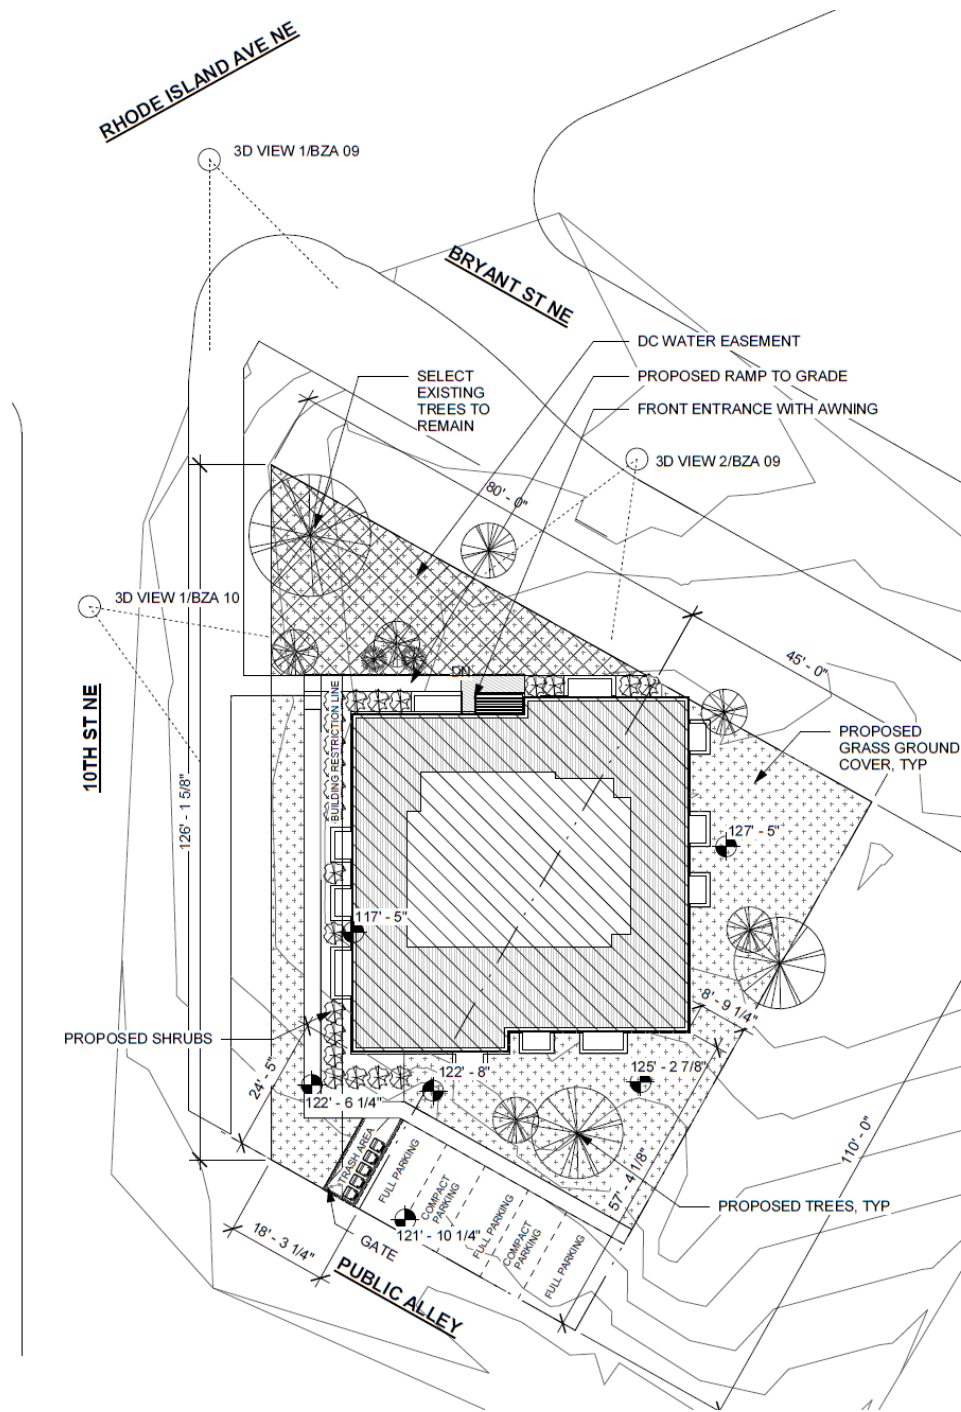 RHODE ISLAND AVE NE
3D VIEW 1/BZA 09
BRYANT ST NE
DC WATER EASEMENT
PROPOSED RAMP TO GRADE
FRONT ENTRANCE WITH AWNING
SELECT
EXISTING
TREES TO
REMAIN
3D VIEW 2/BZA 09
80' - 0"
3D VIEW 1/BZA 10
45' - 0"
DN
10TH ST NE
BUILDING RESTRICTION LINE
PROPOSED
GRASS GROUND
COVER, TYP
126' - 1 5/8"
127' - 5"
117' - 5"
8' - 9 1/4"
PROPOSED SHRUBS
24' - 5"
122' - 8"
125' - 2 7/8"
122' - 6 1/4"
110' - 0"
TRASH AREA
FULL PARKING
COMPACT
PARKING
FULL PARKING
COMPACT
PARKING
FULL PARKING
57' - 4 1/8"
PROPOSED TREES, TYP
121' - 10 1/4"
18' - 3 1/4"
GATE
PUBLIC ALLEY